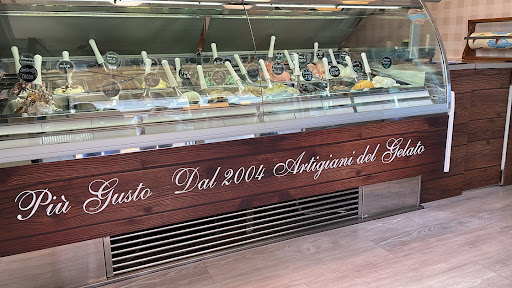 Più Gusto Dal 2004 Artigiani del Gelato